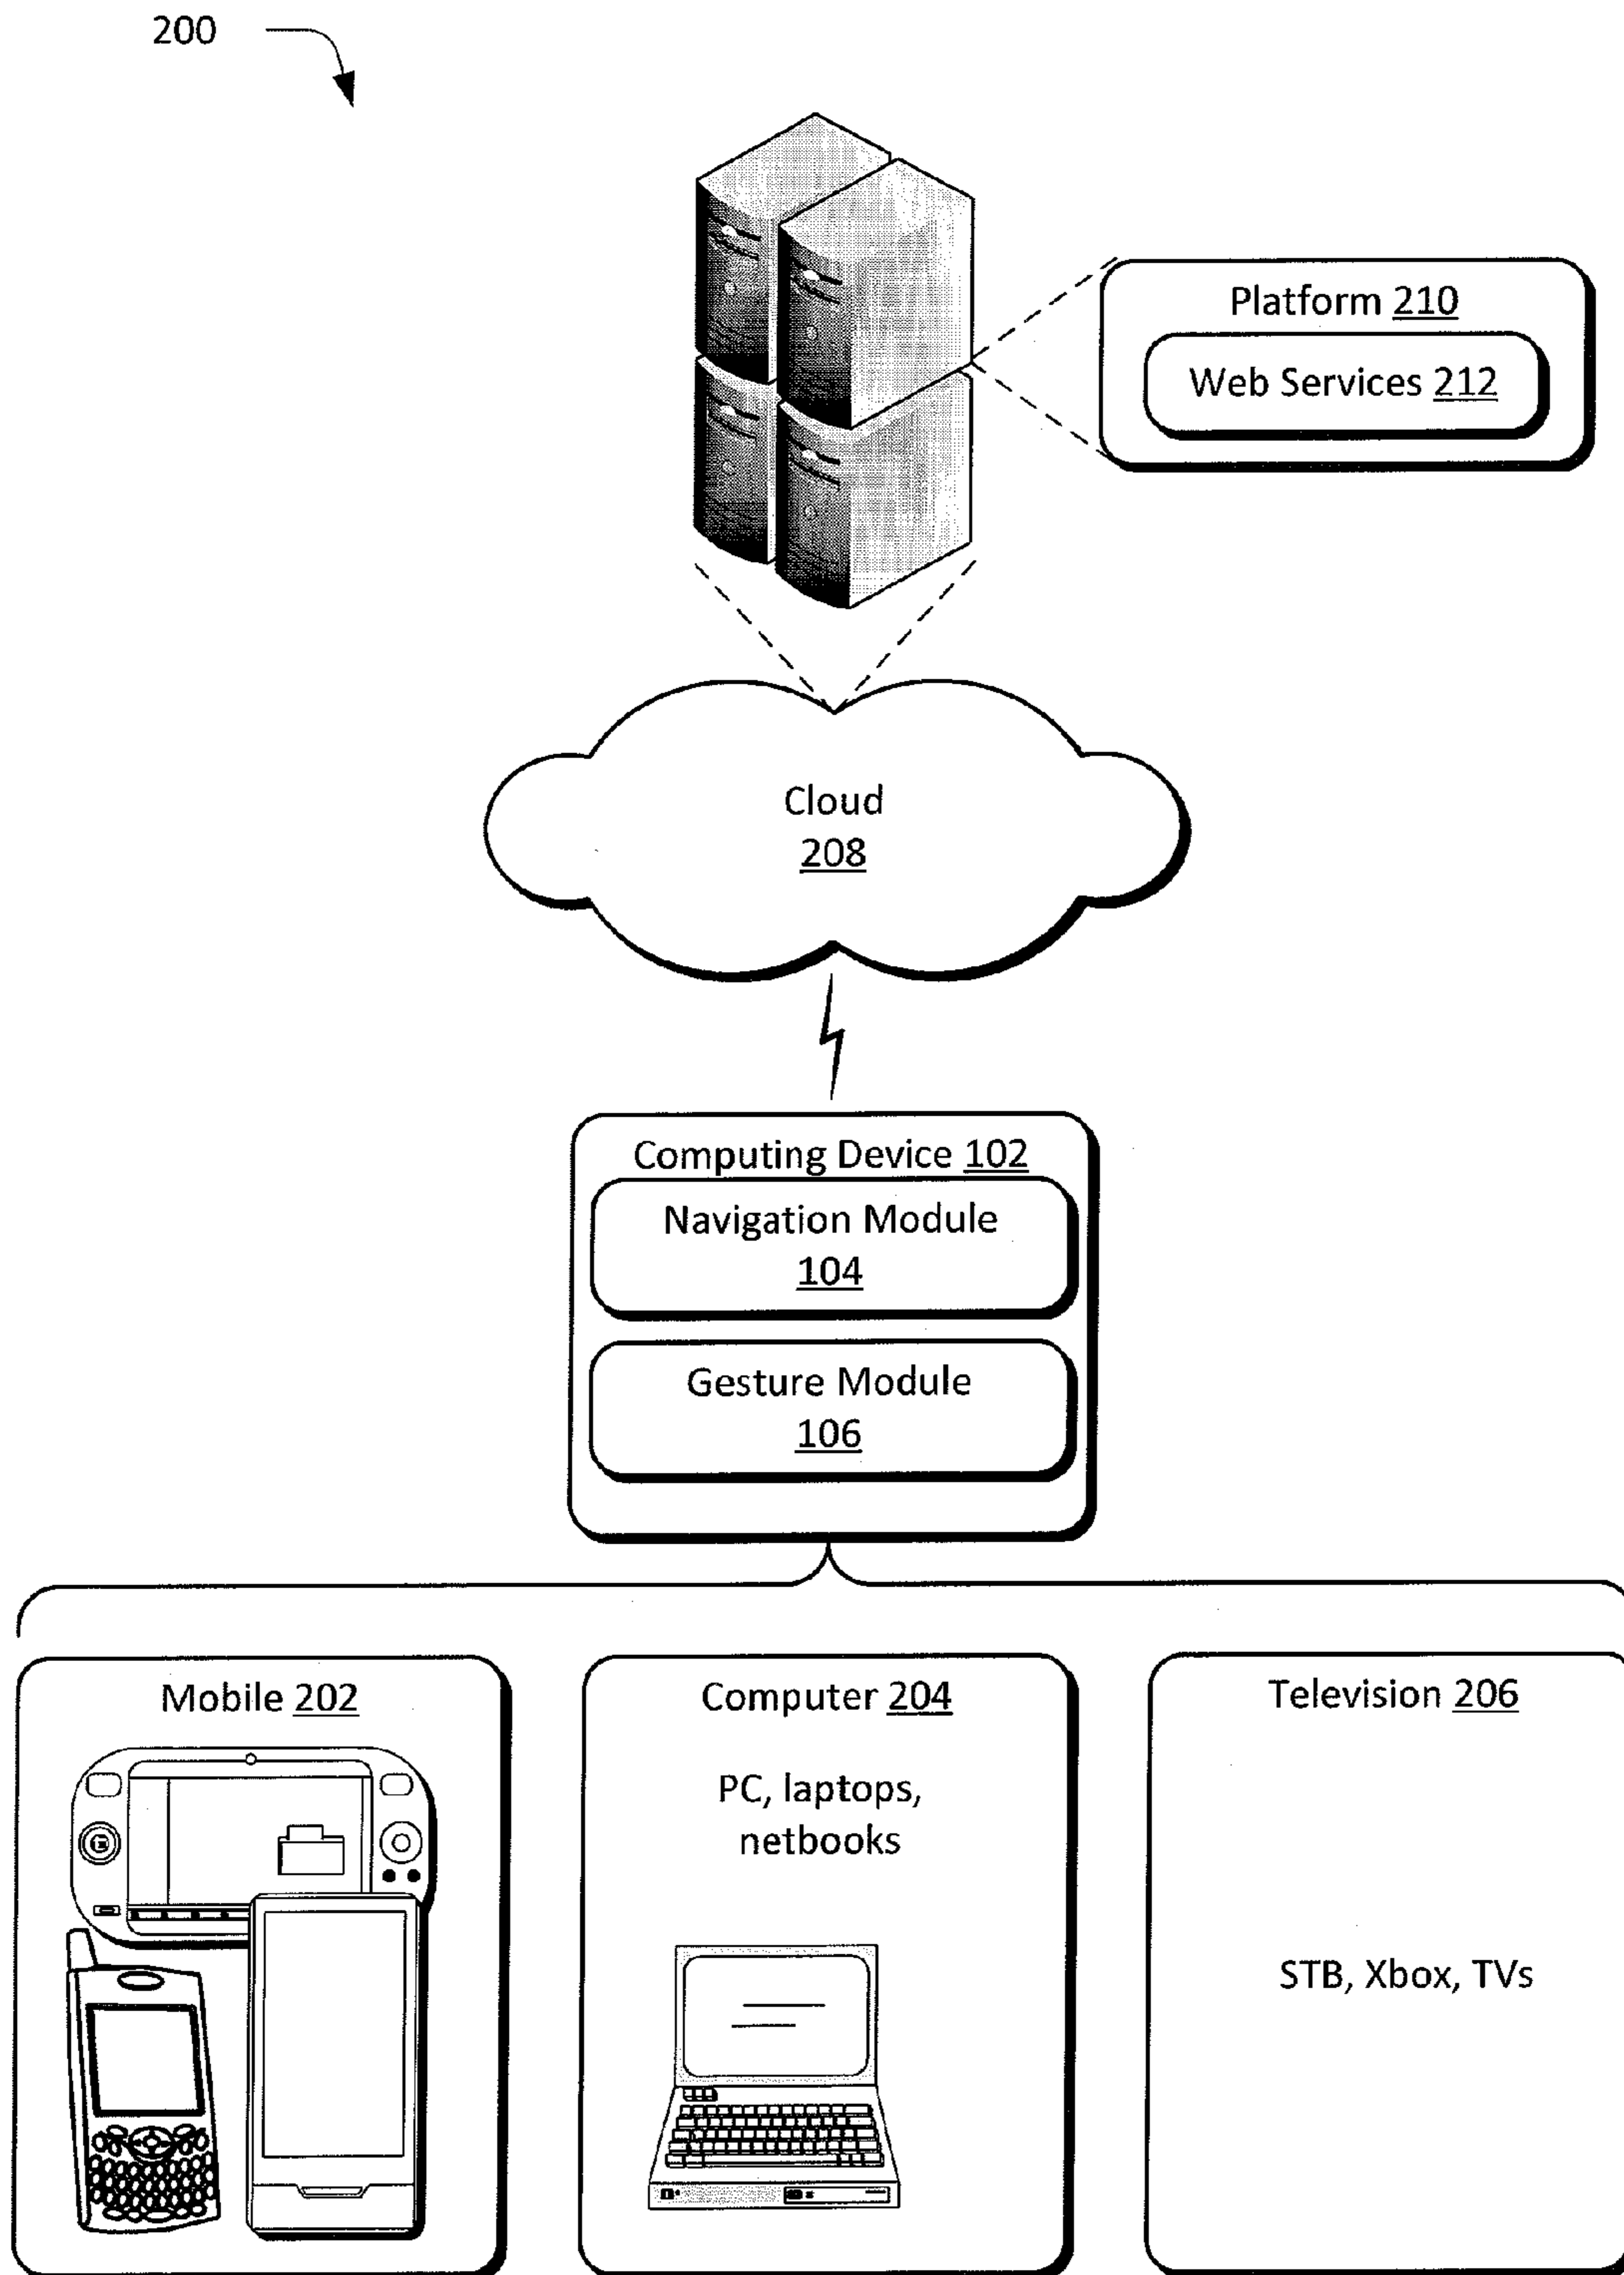 200
Platform 210
Web Services 212
Cloud
208
Computing Device 102
Navigation Module
104
Gesture Module
106
Mobile 202
Computer 204
PC, laptops,
netbooks
Television 206
STB, Xbox, TVs